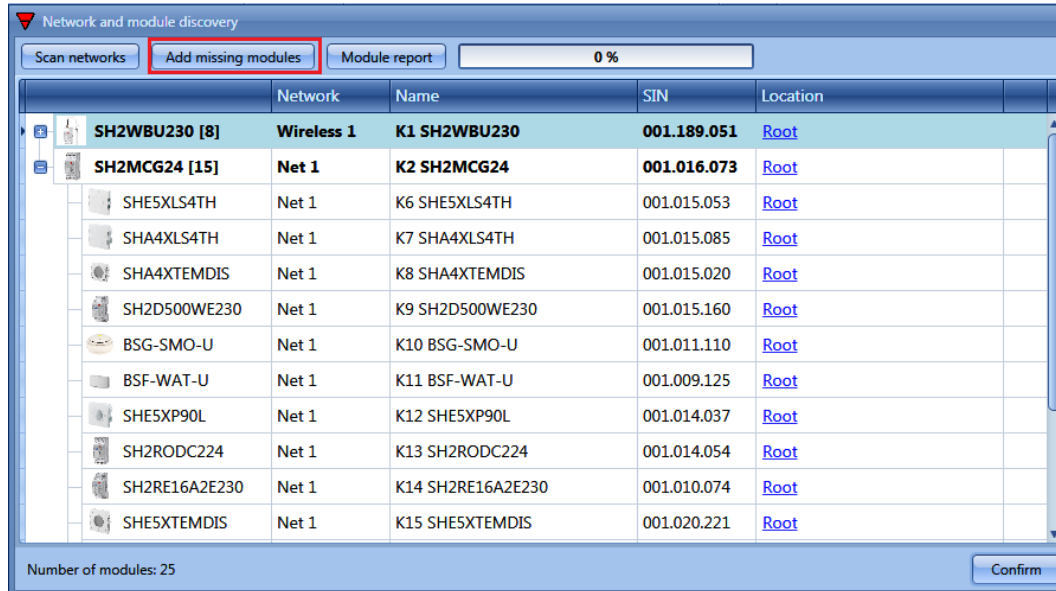 Network and module discovery
Scan networks Add missing modules Module report 0 %
Network Name SIN Location
SH2WBU230 [8] Wireless 1 K1 SH2WBU230 001.189.051 Root
SH2MCG24 [15] Net 1 K2 SH2MCG24 001.016.073 Root
SHE5XLS4TH Net 1 K6 SHE5XLS4TH 001.015.053 Root
SHA4XLS4TH Net 1 K7 SHA4XLS4TH 001.015.085 Root
SHA4XTEMDIS Net 1 K8 SHA4XTEMDIS 001.015.020 Root
SH2D500WE230 Net 1 K9 SH2D500WE230 001.015.160 Root
BSG-SMO-U Net 1 K10 BSG-SMO-U 001.011.110 Root
BSF-WAT-U Net 1 K11 BSF-WAT-U 001.009.125 Root
SHE5XP90L Net 1 K12 SHE5XP90L 001.014.037 Root
SH2RODC224 Net 1 K13 SH2RODC224 001.014.054 Root
SH2RE16A2E230 Net 1 K14 SH2RE16A2E230 001.010.074 Root
SHE5XTEMDIS Net 1 K15 SHE5XTEMDIS 001.020.221 Root
Number of modules: 25 Confirm